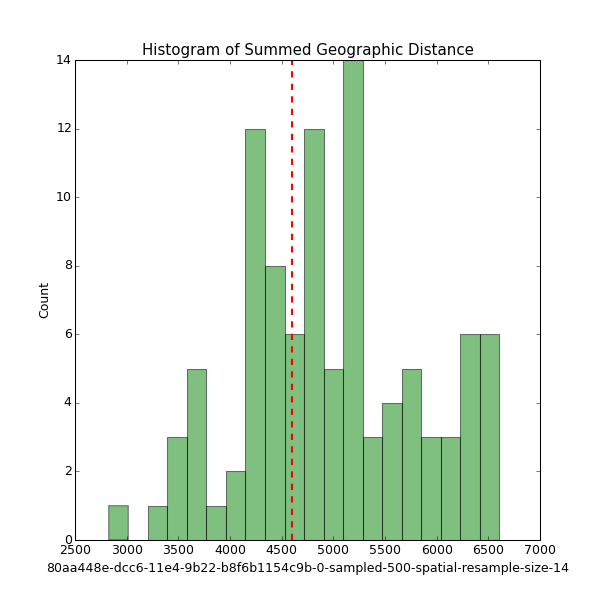 Histogram of Summed Geographic Distance
14
12
10
8
6
4
2
0
Count
2500 3000 3500 4000 4500 5000 5500 6000 6500 7000
80aa448e-dcc6-11e4-9b22-b8f6b1154c9b-0-sampled-500-spatial-resample-size-14